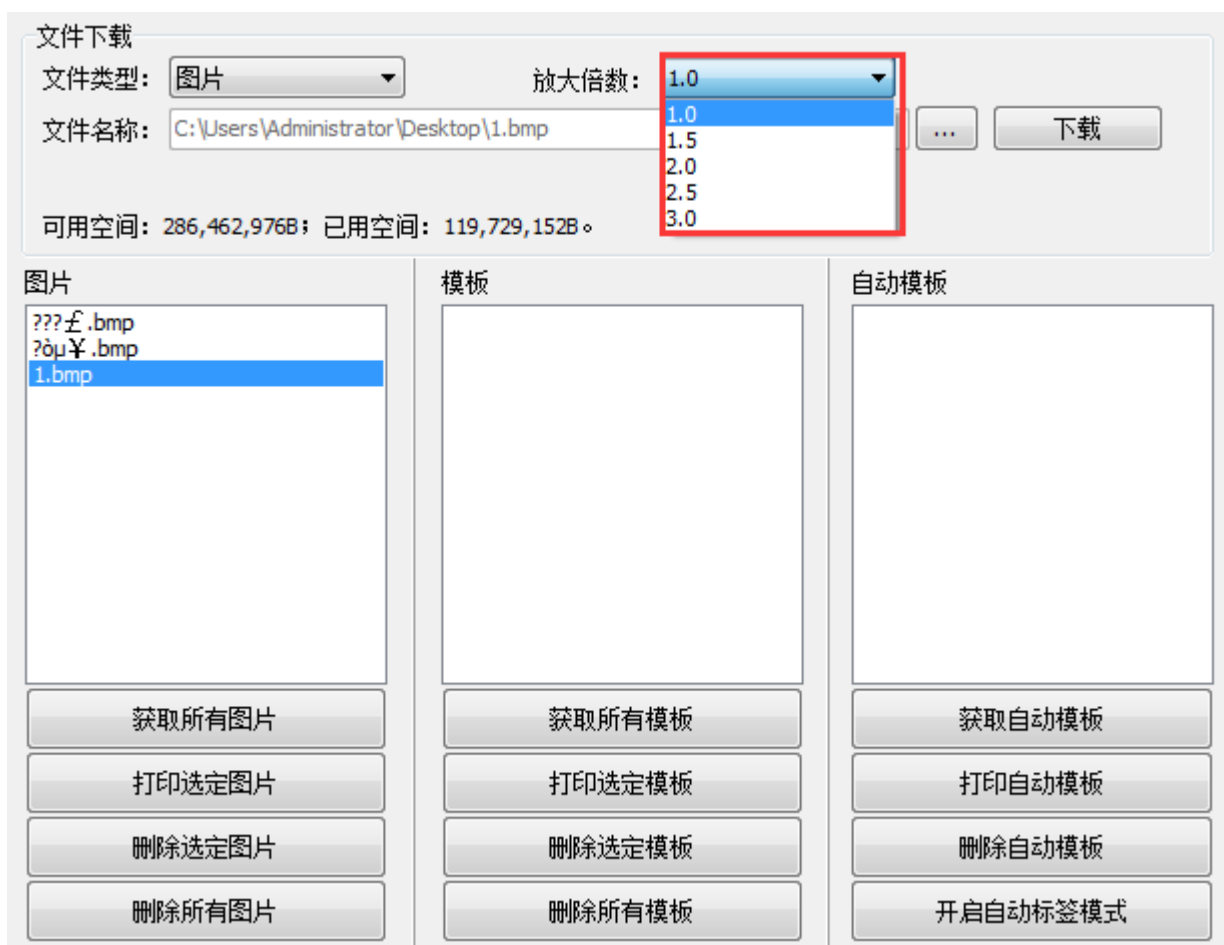 文件下载
文件类型： 图片 放大倍数： 1.0
1.0
文件名称： C:\Users\Administrator\Desktop\1.bmp ... 下载
1.5
2.0
2.5
3.0
可用空间：286,462,976B；已用空间：119,729,152B。
图片 模板 自动模板
???£.bmp
?òµ¥.bmp
1.bmp
获取所有图片 获取所有模板 获取自动模板
打印选定图片 打印选定模板 打印自动模板
删除选定图片 删除选定模板 删除自动模板
删除所有图片 删除所有模板 开启自动标签模式